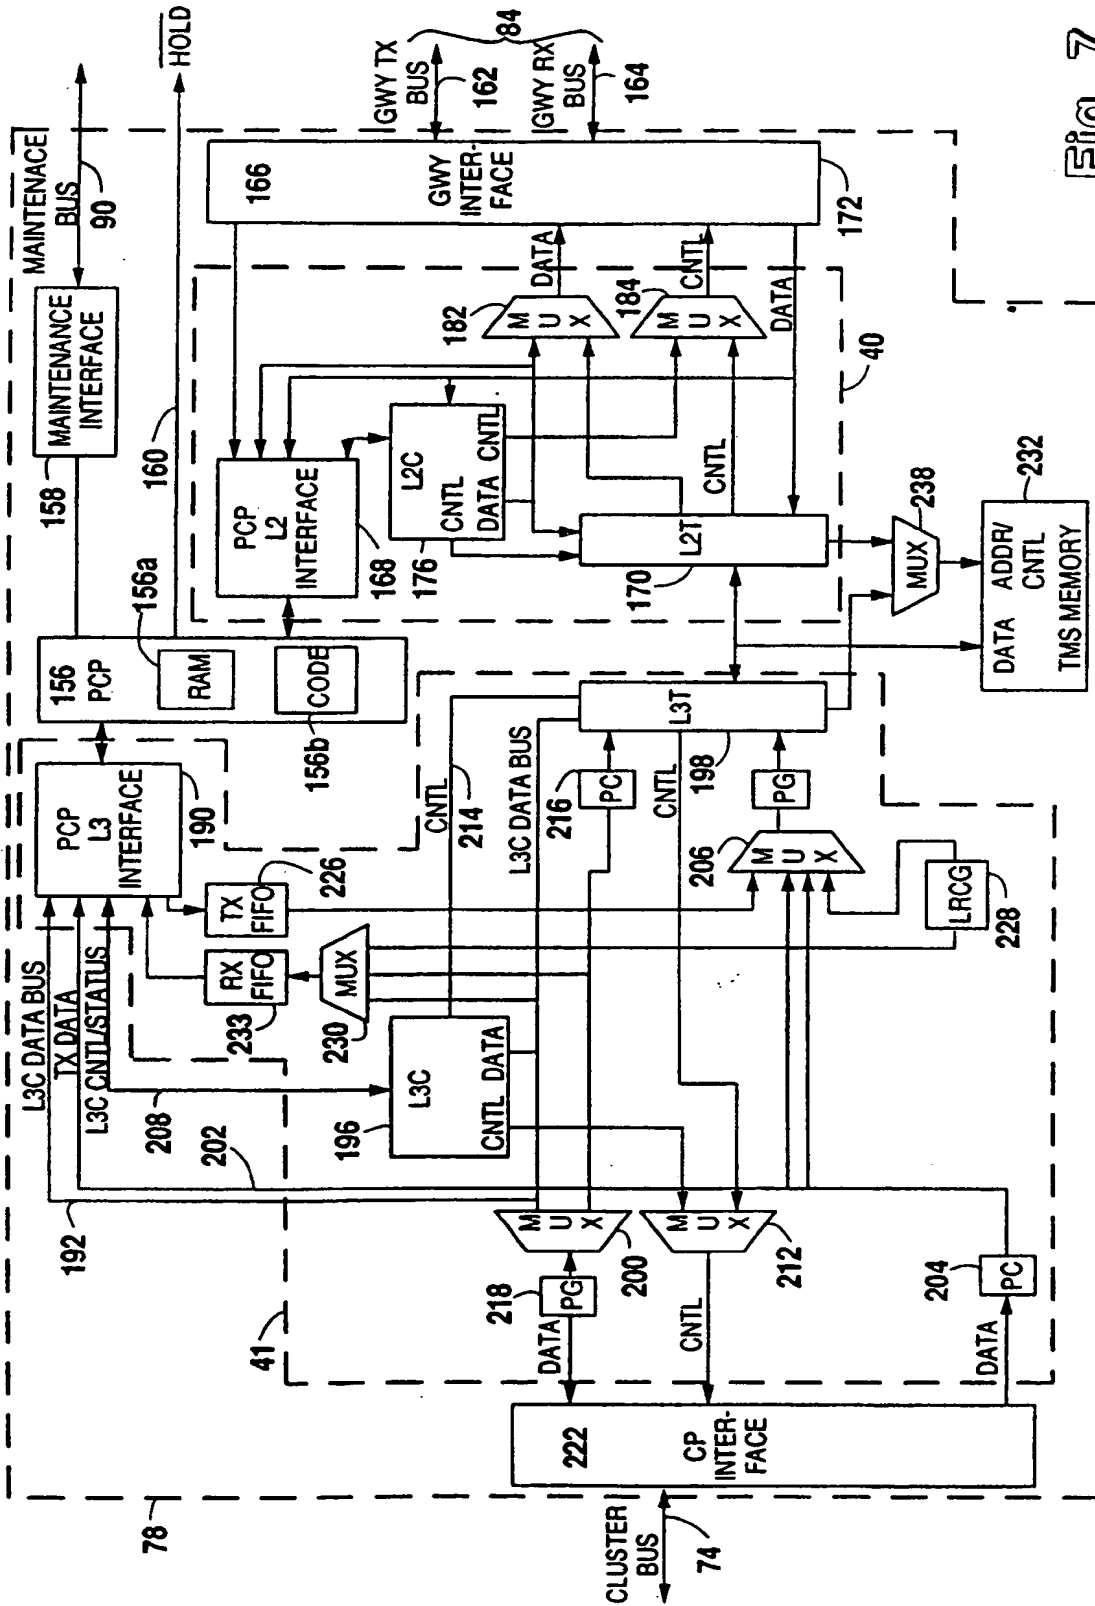 MAINTENACE
BUS
90
HOLD
MAINTENANCE
INTERFACE
158
160
156
PCP
RAM
156a
CODE
156b
PCP
L3
INTERFACE
190
L3C DATA BUS
TX DATA
L3C CNTL/STATUS
208
202
192
TX
FIFO
226
RX
FIFO
233
MUX
230
L3C
CNTL DATA
196
CNTL
214
L3C DATA BUS
216
PC
CNTL
L3T
198
PG
206
M
U
X
LRCG
228
M
U
X
200
M
U
X
212
218
PG
DATA
CNTL
204
PC
DATA
41
222
CP
INTER-
FACE
CLUSTER
BUS
74
78
PCP
L2
INTERFACE
168
L2C
CNTL
DATA CNTL
176
L2T
170
CNTL
182
M
U
X
184
M
U
X
DATA
CNTL
DATA
40
166
GWY
INTER-
FACE
172
GWY TX
BUS
162
GWY RX
BUS
164
84
MUX
238
DATA ADDR/
CNTL
TMS MEMORY
232
Fig. 7